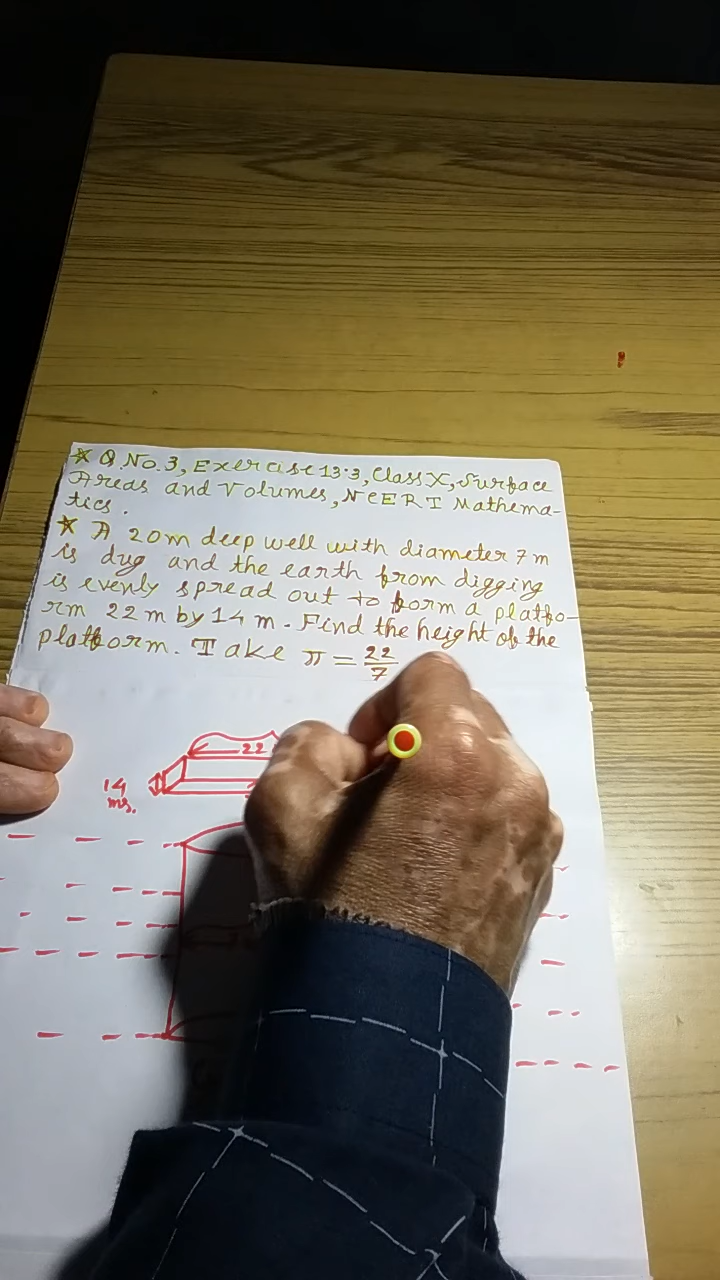 * Q No. 3, Exercise 13.3, Class X, Surface
Areas and Volumes, NCERT Mathema-
tics.
* A 20m deep well with diameter 7m
is dug and the earth from digging
is evenly spread out to form a platfo-
rm 22m by 14m. Find the height of the
platform. Take π = 22/7
22
14
ms.